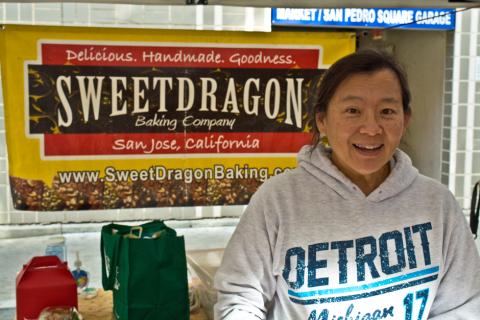 MARKET / SAN PEDRO SQUARE GARAGE
Delicious. Handmade. Goodness.
SWEETDRAGON
Baking Company
San Jose, California
www.SweetDragonBaking.co
DETROIT
Michigan 17